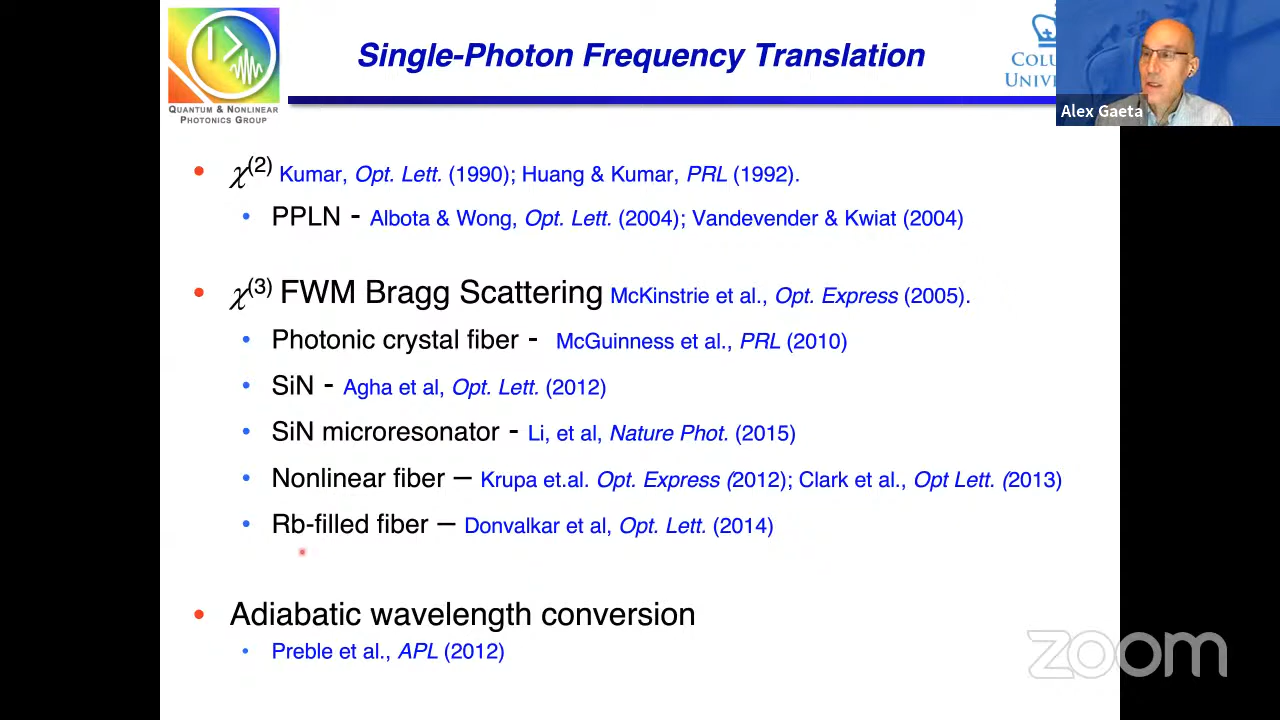 Single-Photon Frequency Translation
QUANTUM & NONLINEAR
PHOTONICS GROUP
Alex Gaeta
• χ(2) Kumar, Opt. Lett. (1990); Huang & Kumar, PRL (1992).
• PPLN - Albota & Wong, Opt. Lett. (2004); Vandevender & Kwiat (2004)
• χ(3) FWM Bragg Scattering McKinstrie et al., Opt. Express (2005).
• Photonic crystal fiber - McGuinness et al., PRL (2010)
• SiN - Agha et al, Opt. Lett. (2012)
• SiN microresonator - Li, et al, Nature Phot. (2015)
• Nonlinear fiber – Krupa et.al. Opt. Express (2012); Clark et al., Opt Lett. (2013)
• Rb-filled fiber – Donvalkar et al, Opt. Lett. (2014)
• Adiabatic wavelength conversion
• Preble et al., APL (2012)
zoom